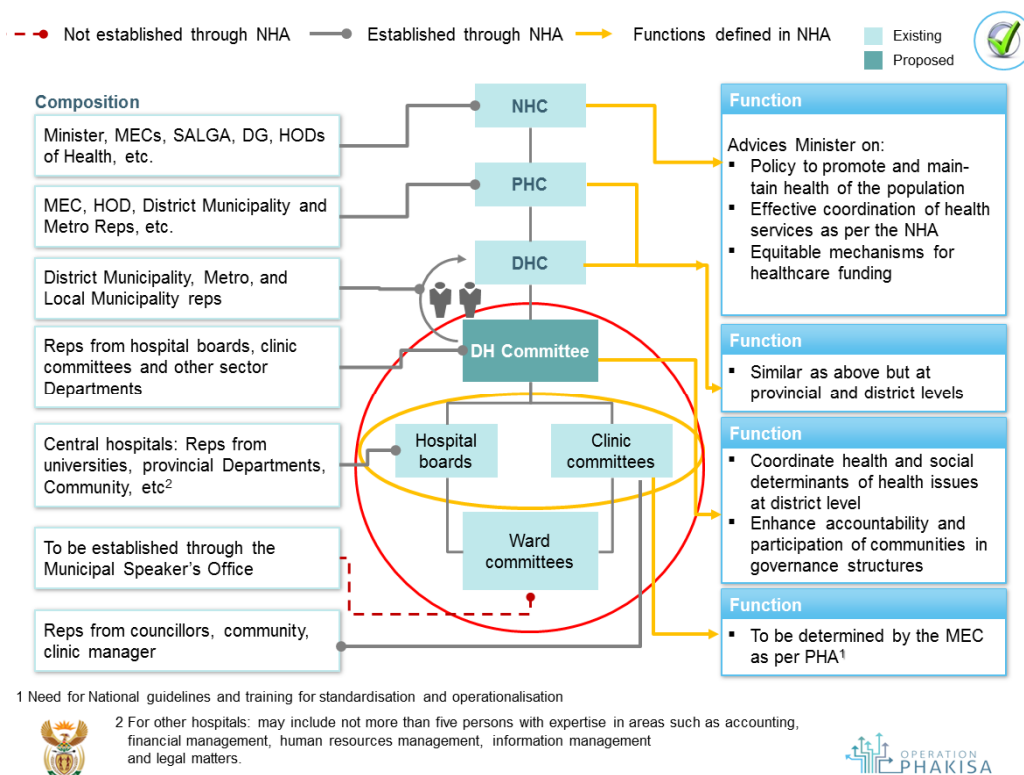 Not established through NHA
Established through NHA
Functions defined in NHA
Existing
Proposed
Composition
Minister, MECs, SALGA, DG, HODs
of Health, etc.
MEC, HOD, District Municipality and
Metro Reps, etc.
District Municipality, Metro, and
Local Municipality reps
Reps from hospital boards, clinic
committees and other sector
Departments
Central hospitals: Reps from
universities, provincial Departments,
Community, etc2
To be established through the
Municipal Speaker's Office
Reps from councillors, community,
clinic manager
NHC
PHC
DHC
DH Committee
Hospital
boards
Clinic
committees
Ward
committees
Function
Advices Minister on:
▪ Policy to promote and main-
tain health of the population
▪ Effective coordination of health
services as per the NHA
▪ Equitable mechanisms for
healthcare funding
Function
▪ Similar as above but at
provincial and district levels
Function
▪ Coordinate health and social
determinants of health issues
at district level
▪ Enhance accountability and
participation of communities in
governance structures
Function
▪ To be determined by the MEC
as per PHA1
1 Need for National guidelines and training for standardisation and operationalisation
2 For other hospitals: may include not more than five persons with expertise in areas such as accounting,
financial management, human resources management, information management
and legal matters.
OPERATION
PHAKISA